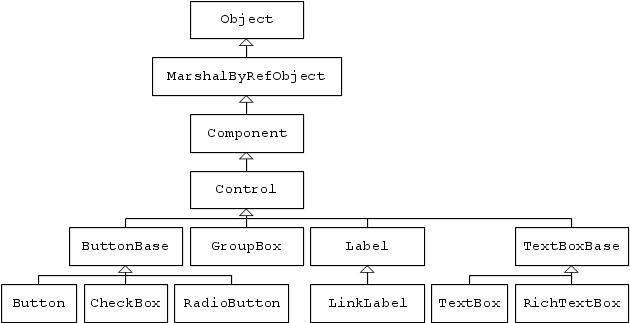 Object
MarshalByRefObject
Component
Control
ButtonBase GroupBox Label TextBoxBase
Button CheckBox RadioButton LinkLabel TextBox RichTextBox